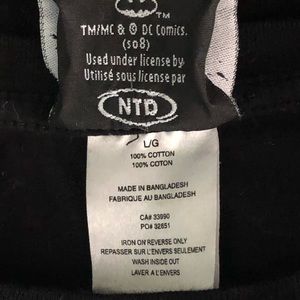 TM
TM/MC & © DC Comics.
(s08)
Used under license by
Utilisé sous license par
NTD
L/G
100% COTTON
100% COTON
MADE IN BANGLADESH
FABRIQUE AU BANGLADESH
CA# 33990
PO# 32651
IRON ON REVERSE ONLY
REPASSER SUR L'ENVERS SEULEMENT
WASH INSIDE OUT
LAVER A L'ENVERS